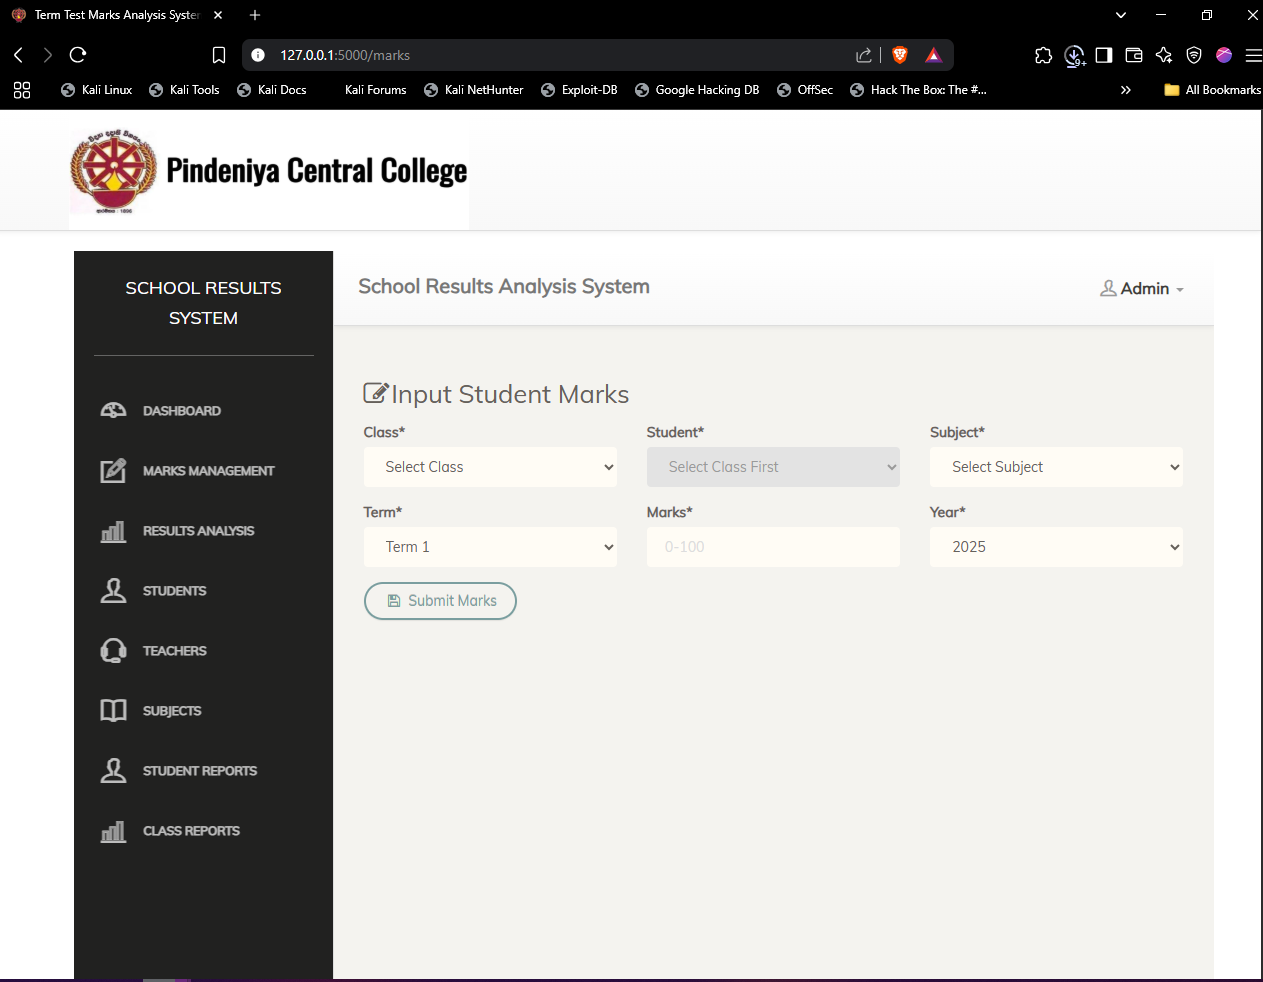 Term Test Marks Analysis System
127.0.0.1:5000/marks
9+
Kali Linux
Kali Tools
Kali Docs
Kali Forums
Kali NetHunter
Exploit-DB
Google Hacking DB
OffSec
Hack The Box: The #...
All Bookmarks
Pindeniya Central College
SCHOOL RESULTS
SYSTEM
School Results Analysis System
Admin
DASHBOARD
MARKS MANAGEMENT
RESULTS ANALYSIS
STUDENTS
TEACHERS
SUBJECTS
STUDENT REPORTS
CLASS REPORTS
Input Student Marks
Class*
Student*
Subject*
Select Class
Select Class First
Select Subject
Term*
Marks*
Year*
Term 1
0-100
2025
Submit Marks